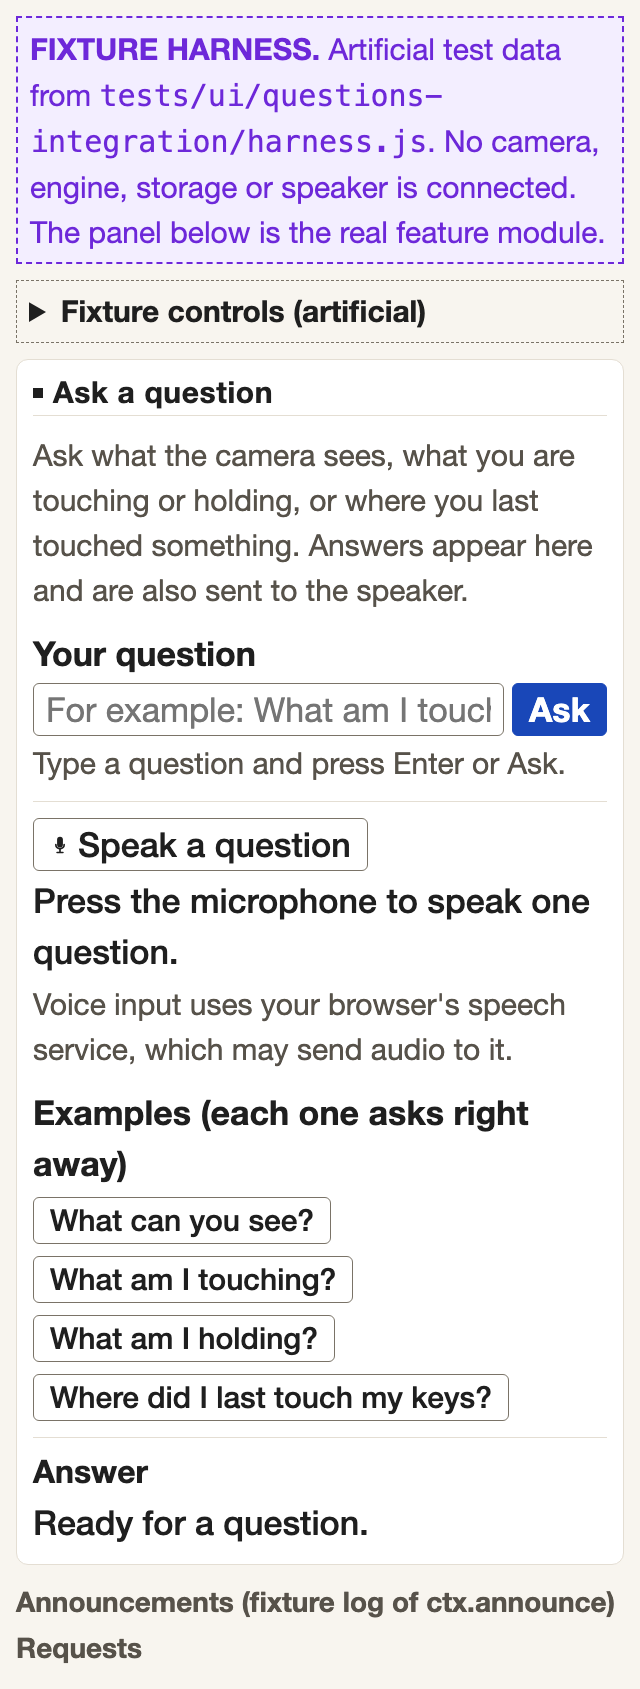 FIXTURE HARNESS. Artificial test data
from tests/ui/questions-
integration/harness.js. No camera,
engine, storage or speaker is connected.
The panel below is the real feature module.
Fixture controls (artificial)
Ask a question
Ask what the camera sees, what you are
touching or holding, or where you last
touched something. Answers appear here
and are also sent to the speaker.
Your question
For example: What am I touch
Ask
Type a question and press Enter or Ask.
Speak a question
Press the microphone to speak one
question.
Voice input uses your browser's speech
service, which may send audio to it.
Examples (each one asks right
away)
What can you see?
What am I touching?
What am I holding?
Where did I last touch my keys?
Answer
Ready for a question.
Announcements (fixture log of ctx.announce)
Requests